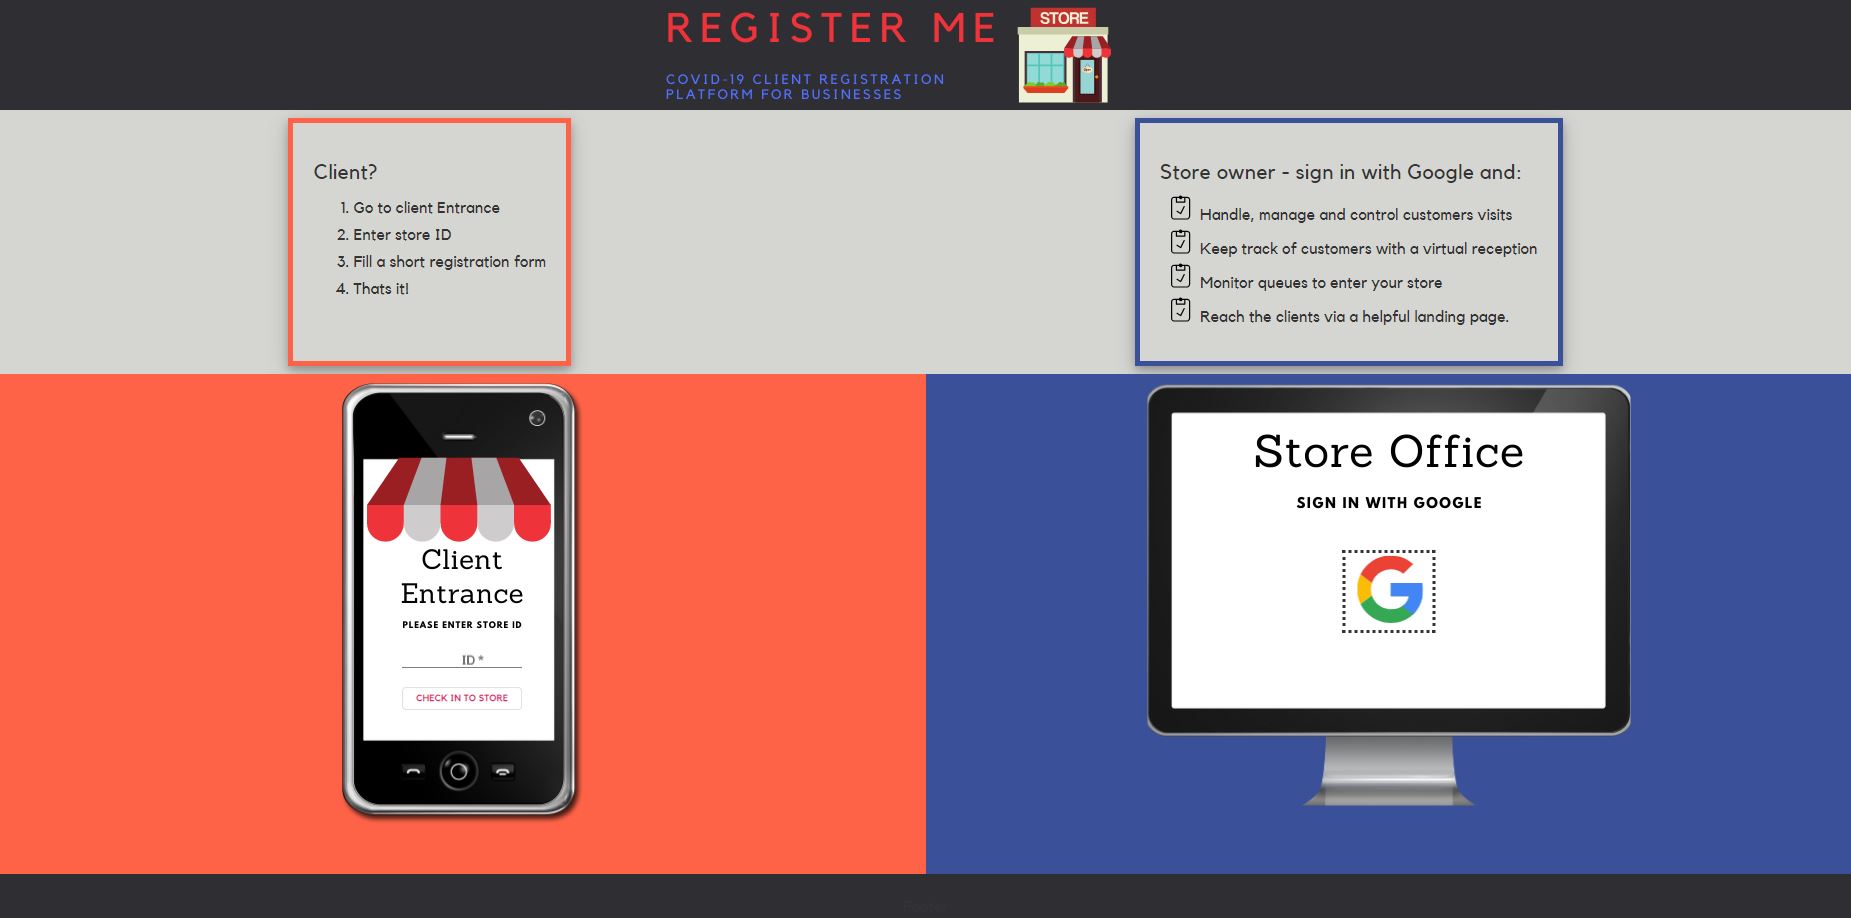 REGISTER ME
STORE
COVID-19 CLIENT REGISTRATION
PLATFORM FOR BUSINESSES
Client?
1. Go to client Entrance
2. Enter store ID
3. Fill a short registration form
4. Thats it!
Store owner - sign in with Google and:
Handle, manage and control customers visits
Keep track of customers with a virtual reception
Monitor queues to enter your store
Reach the clients via a helpful landing page.
Client
Entrance
PLEASE ENTER STORE ID
ID *
CHECK IN TO STORE
Store Office
SIGN IN WITH GOOGLE
Footer